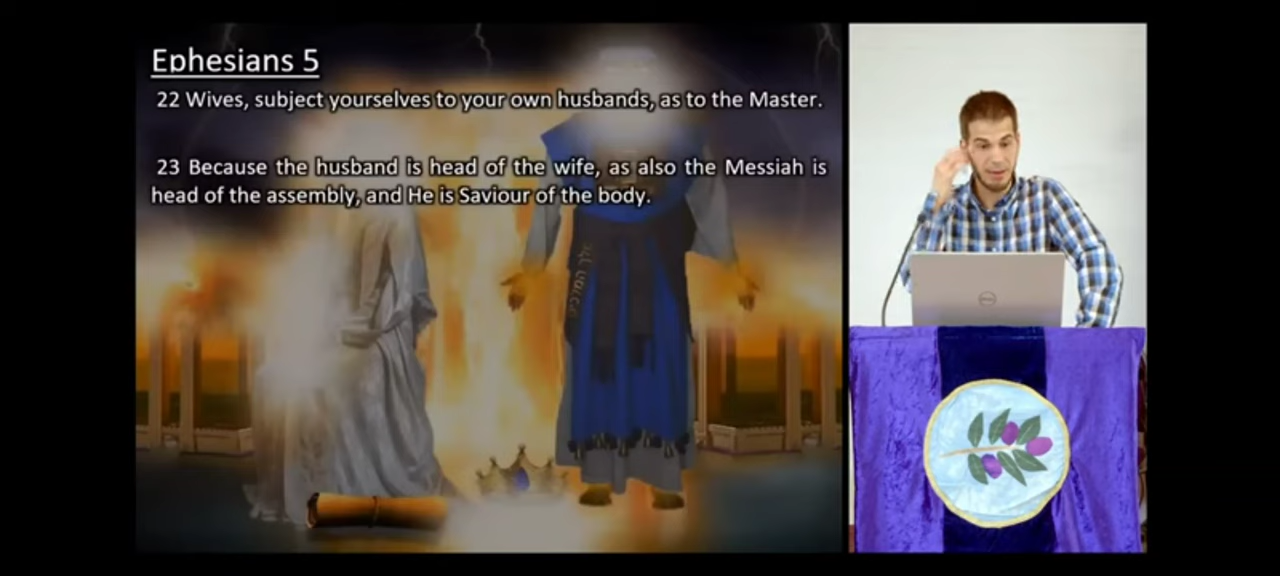 Ephesians 5
22 Wives, subject yourselves to your own husbands, as to the Master.
23 Because the husband is head of the wife, as also the Messiah is
head of the assembly, and He is Saviour of the body.
DELL